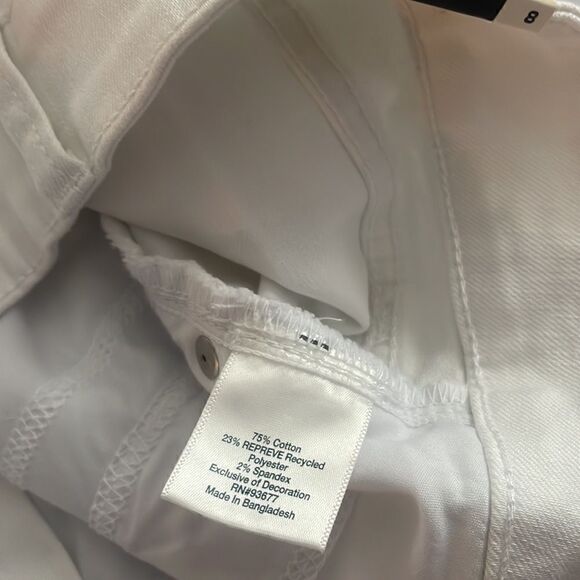 8
75% Cotton
23% REPREVE Recycled
Polyester
2% Spandex
Exclusive of Decoration
RN#93677
Made In Bangladesh